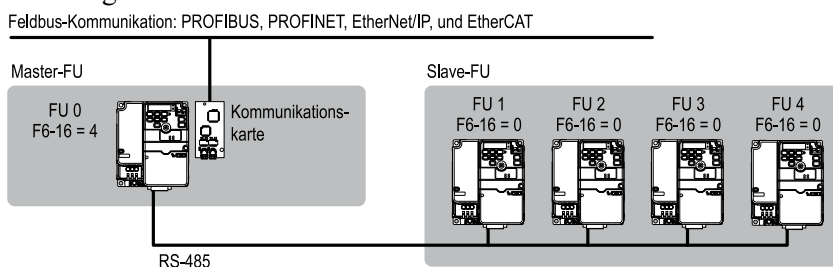 Feldbus-Kommunikation: PROFIBUS, PROFINET, EtherNet/IP, und EtherCAT
Master-FU
FU 0
F6-16 = 4
Kommunikations-
karte
Slave-FU
FU 1
F6-16 = 0
FU 2
F6-16 = 0
FU 3
F6-16 = 0
FU 4
F6-16 = 0
RS-485